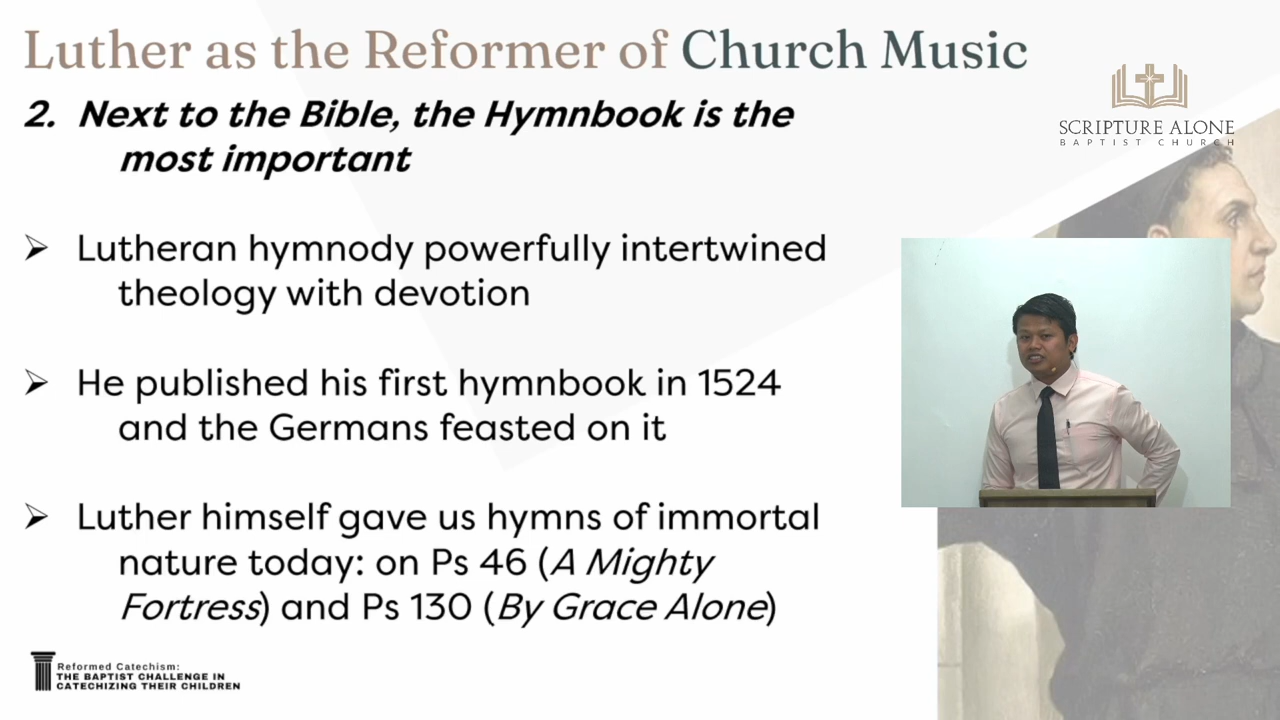 Luther as the Reformer of Church Music
SCRIPTURE ALONE
BAPTIST CHURCH
2. Next to the Bible, the Hymnbook is the
most important
➢ Lutheran hymnody powerfully intertwined
theology with devotion
➢ He published his first hymnbook in 1524
and the Germans feasted on it
➢ Luther himself gave us hymns of immortal
nature today: on Ps 46 (A Mighty
Fortress) and Ps 130 (By Grace Alone)
Reformed Catechism:
THE BAPTIST CHALLENGE IN
CATECHIZING THEIR CHILDREN